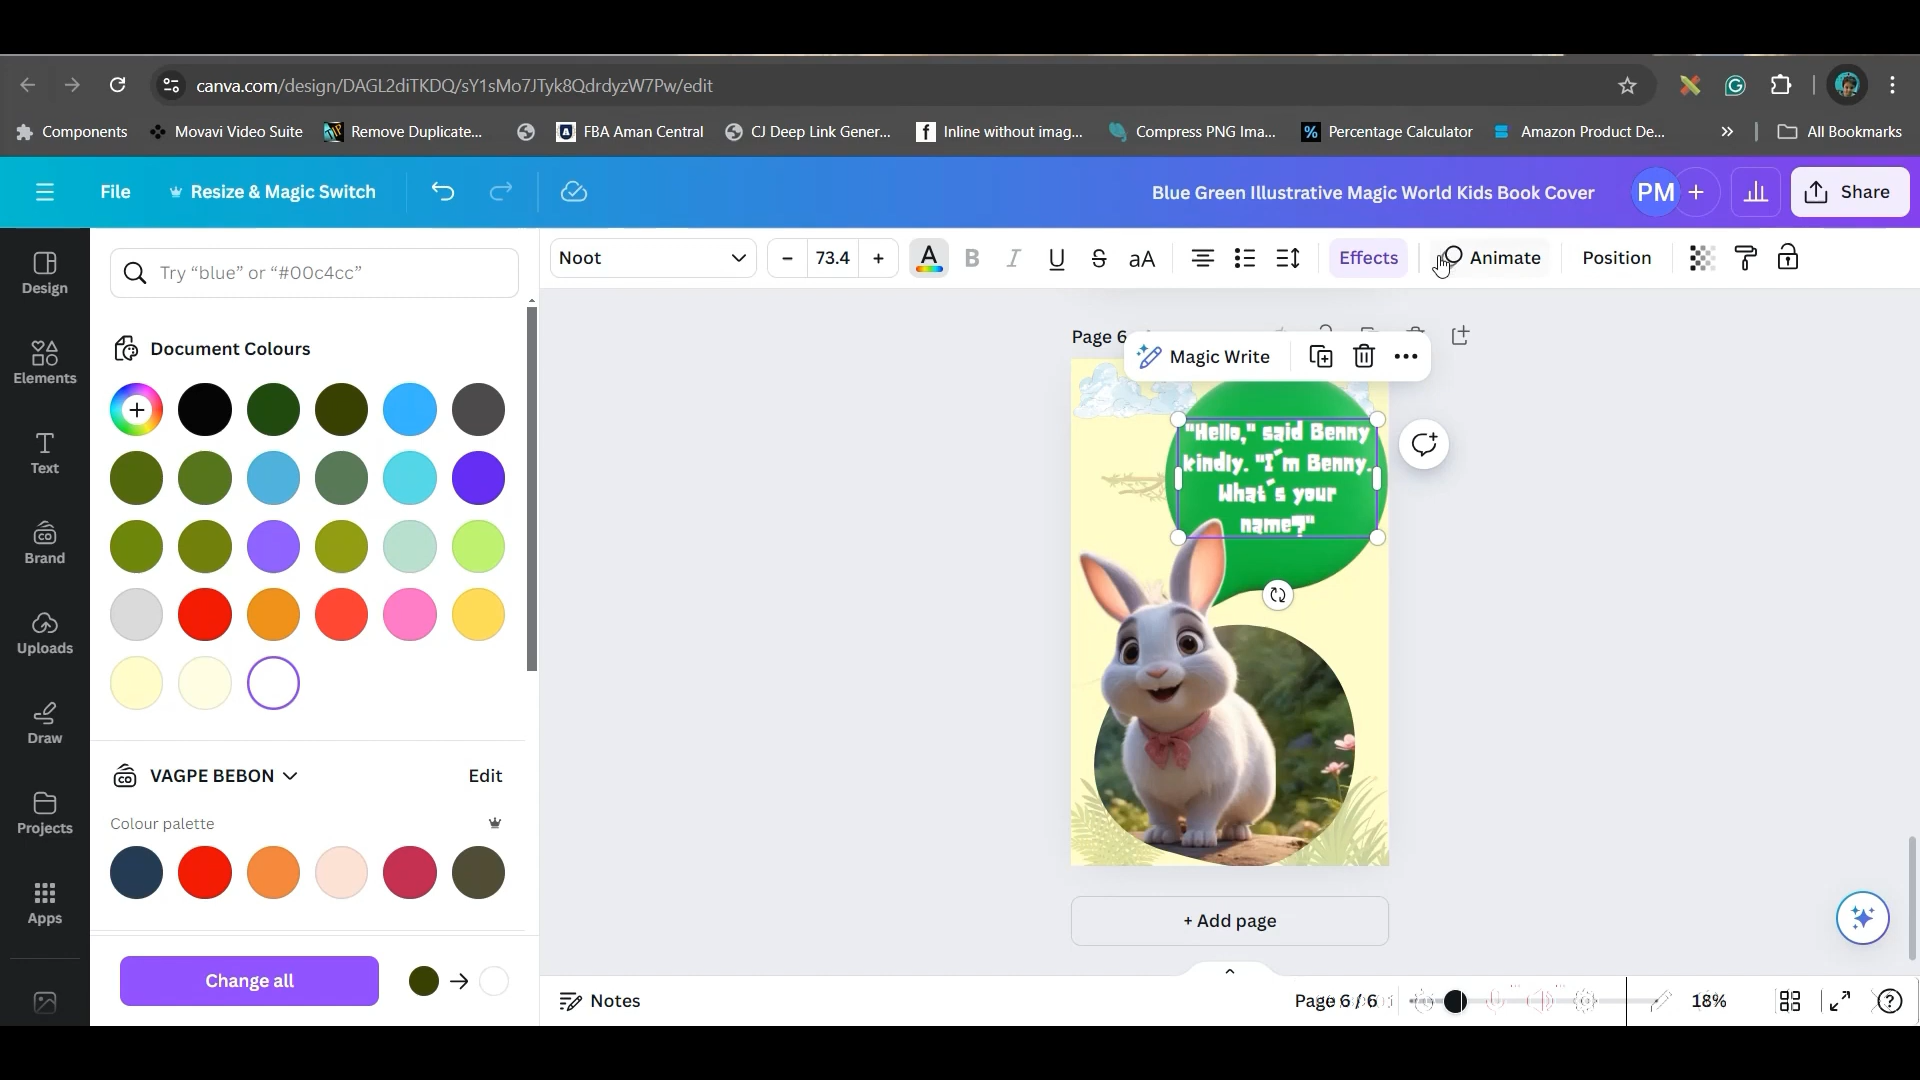 canva.com/design/DAGL2diTKDQ/sY1sMo7JTyk8QdrdyzW7Pw/edit
Components Movavi Video Suite Remove Duplicate... FBA Aman Central CJ Deep Link Gener... Inline without imag... Compress PNG Ima... Percentage Calculator Amazon Product De... » All Bookmarks
File Resize & Magic Switch Blue Green Illustrative Magic World Kids Book Cover PM + Share
Noot – 73.4 + A B I U S aA Effects Animate Position
Design
Elements
Text
Brand
Uploads
Draw
Projects
Apps
Try “blue” or “#00c4cc”
Document Colours
VAGPE BEBON Edit
Colour palette
Change all
Page 6
Magic Write
"Hello," said Benny
kindly. "I´m Benny.
What´s your
name?"
+ Add page
Notes
Page 6 / 6
18%